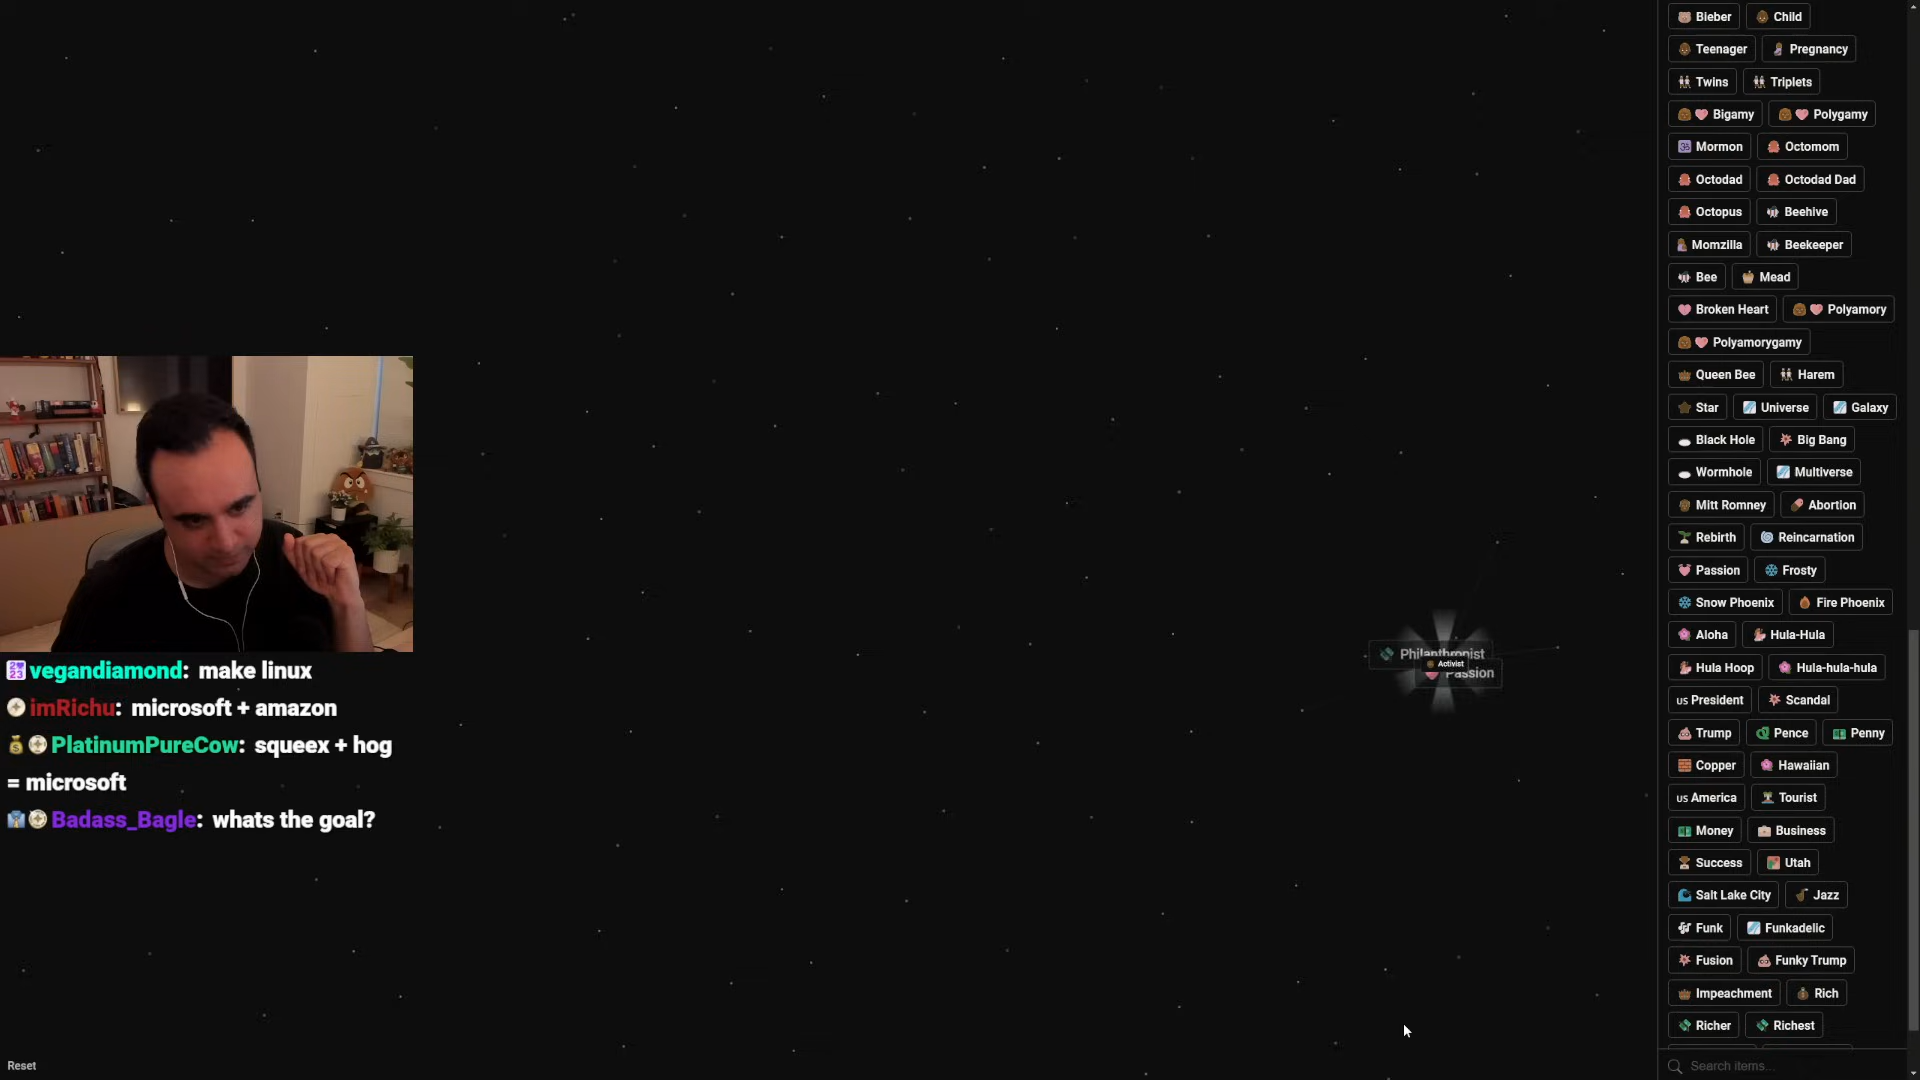 Bieber Child
Teenager Pregnancy
Twins Triplets
Bigamy Polygamy
Mormon Octomom
Octodad Octodad Dad
Octopus Beehive
Momzilla Beekeeper
Bee Mead
Broken Heart Polyamory
Polyamorygamy
Queen Bee Harem
Star Universe Galaxy
Black Hole Big Bang
Wormhole Multiverse
Mitt Romney Abortion
Rebirth Reincarnation
Passion Frosty
Snow Phoenix Fire Phoenix
Aloha Hula-Hula
Hula Hoop Hula-hula-hula
US President Scandal
Trump Pence Penny
Copper Hawaiian
US America Tourist
Money Business
Success Utah
Salt Lake City Jazz
Funk Funkadelic
Fusion Funky Trump
Impeachment Rich
Richer Richest
Search items...
Philanthropist
Activist
Passion
vegandiamond: make linux
imRichu: microsoft + amazon
PlatinumPureCow: squeex + hog
= microsoft
Badass_Bagle: whats the goal?
Reset